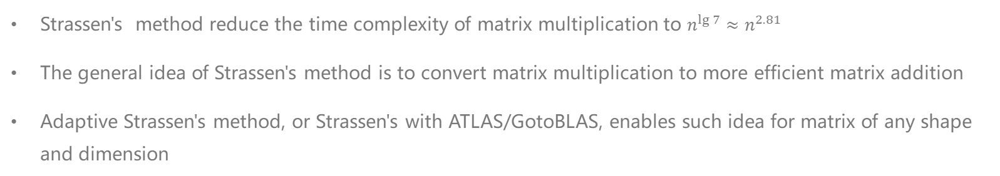 • Strassen's method reduce the time complexity of matrix multiplication to n^{lg 7} ≈ n^{2.81}
• The general idea of Strassen's method is to convert matrix multiplication to more efficient matrix addition
• Adaptive Strassen's method, or Strassen's with ATLAS/GotoBLAS, enables such idea for matrix of any shape
and dimension